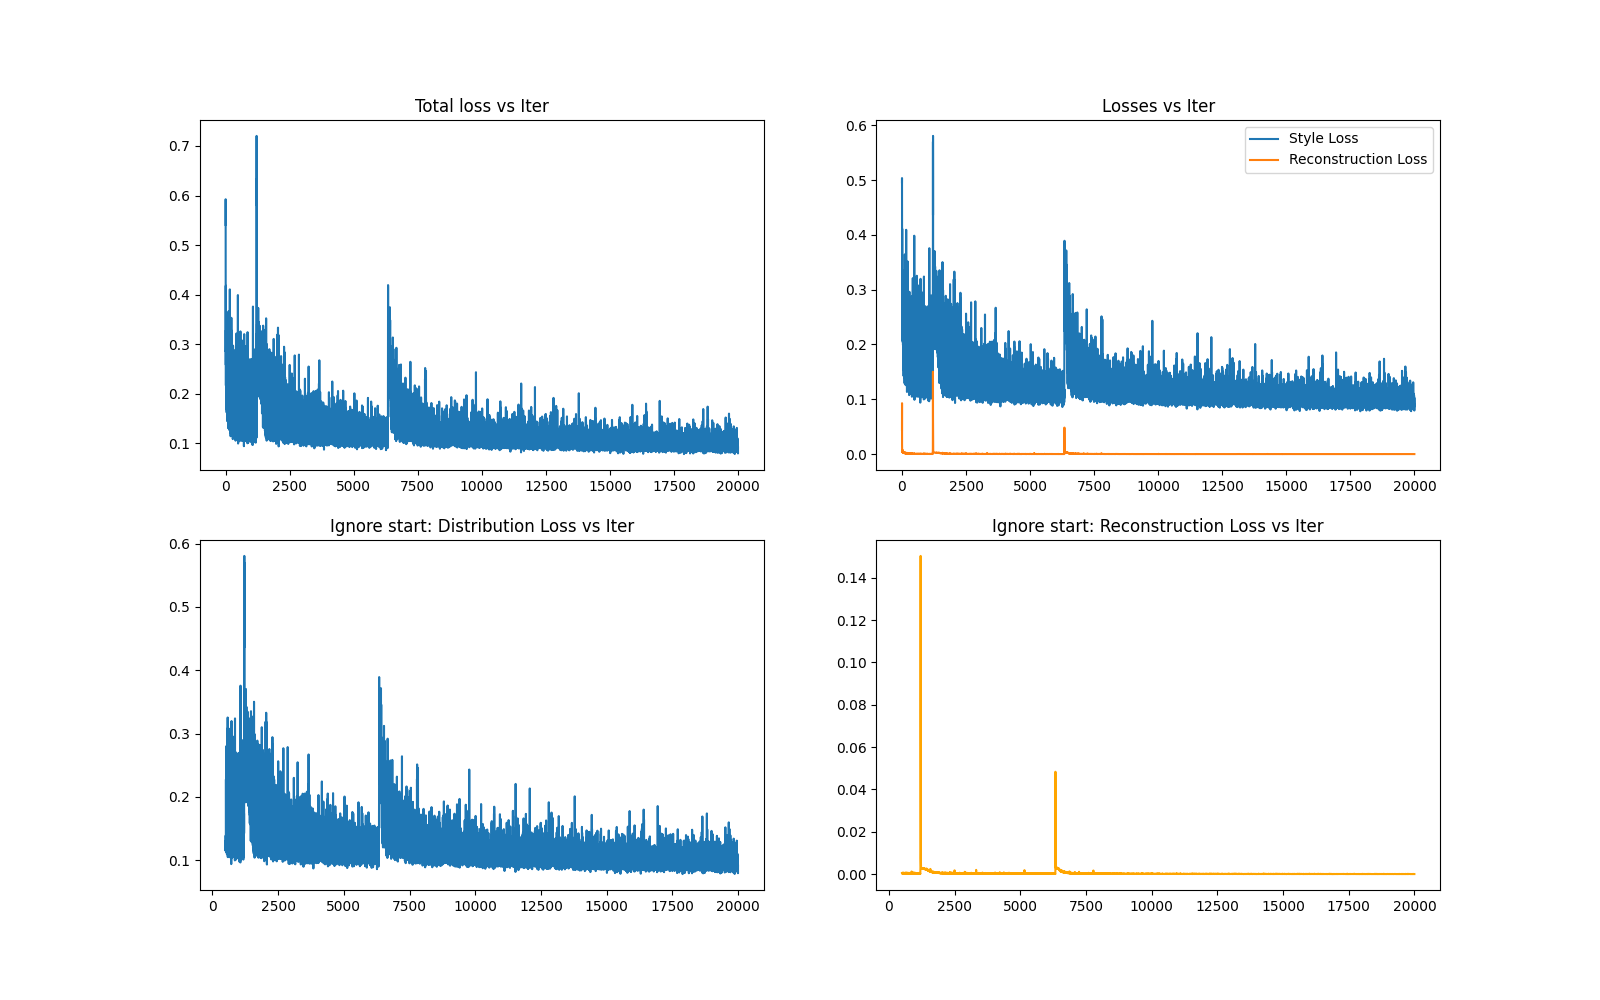 Total loss vs Iter
0.7
0.6
0.5
0.4
0.3
0.2
0.1
0 2500 5000 7500 10000 12500 15000 17500 20000
Losses vs Iter
Style Loss
Reconstruction Loss
0.6
0.5
0.4
0.3
0.2
0.1
0.0
0 2500 5000 7500 10000 12500 15000 17500 20000
Ignore start: Distribution Loss vs Iter
0.6
0.5
0.4
0.3
0.2
0.1
0 2500 5000 7500 10000 12500 15000 17500 20000
Ignore start: Reconstruction Loss vs Iter
0.14
0.12
0.10
0.08
0.06
0.04
0.02
0.00
0 2500 5000 7500 10000 12500 15000 17500 20000